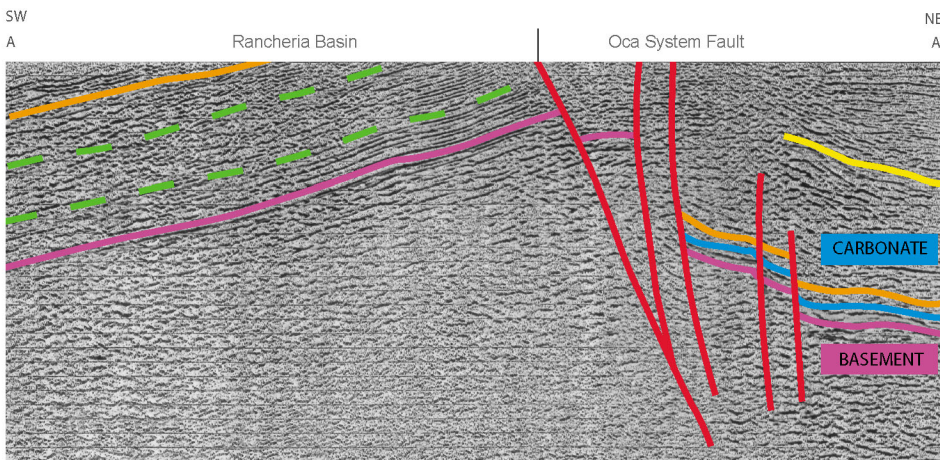 SW
NE
A
Rancheria Basin
Oca System Fault
A
CARBONATE
BASEMENT